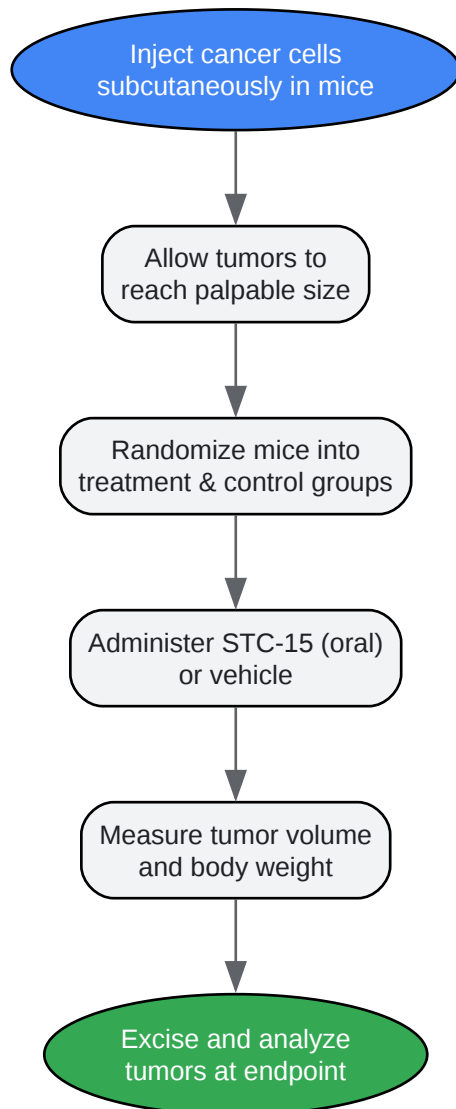 Inject cancer cells
subcutaneously in mice
Allow tumors to
reach palpable size
Randomize mice into
treatment & control groups
Administer STC-15 (oral)
or vehicle
Measure tumor volume
and body weight
Excise and analyze
tumors at endpoint